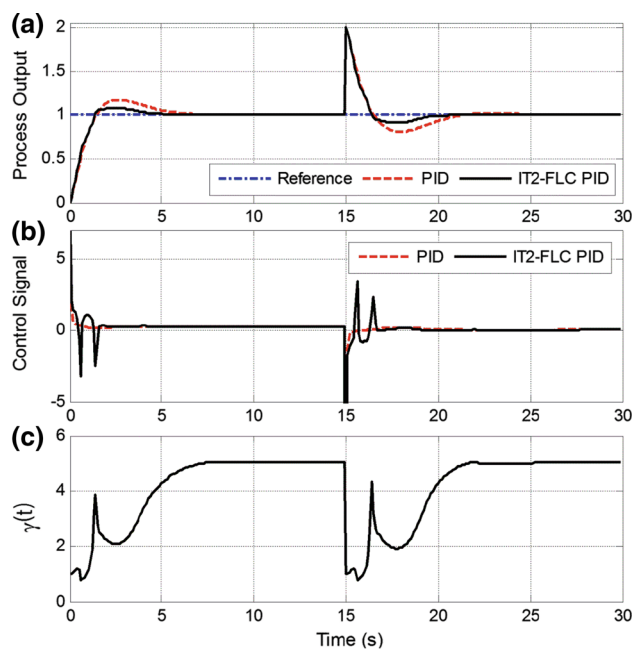 (a)
Process Output
2
1.5
1
0.5
0
Reference PID IT2-FLC PID
0 5 10 15 20 25 30
(b)
Control Signal
5
0
-5
PID IT2-FLC PID
0 5 10 15 20 25 30
(c)
γ(t)
6
4
2
0
0 5 10 15 20 25 30
Time (s)